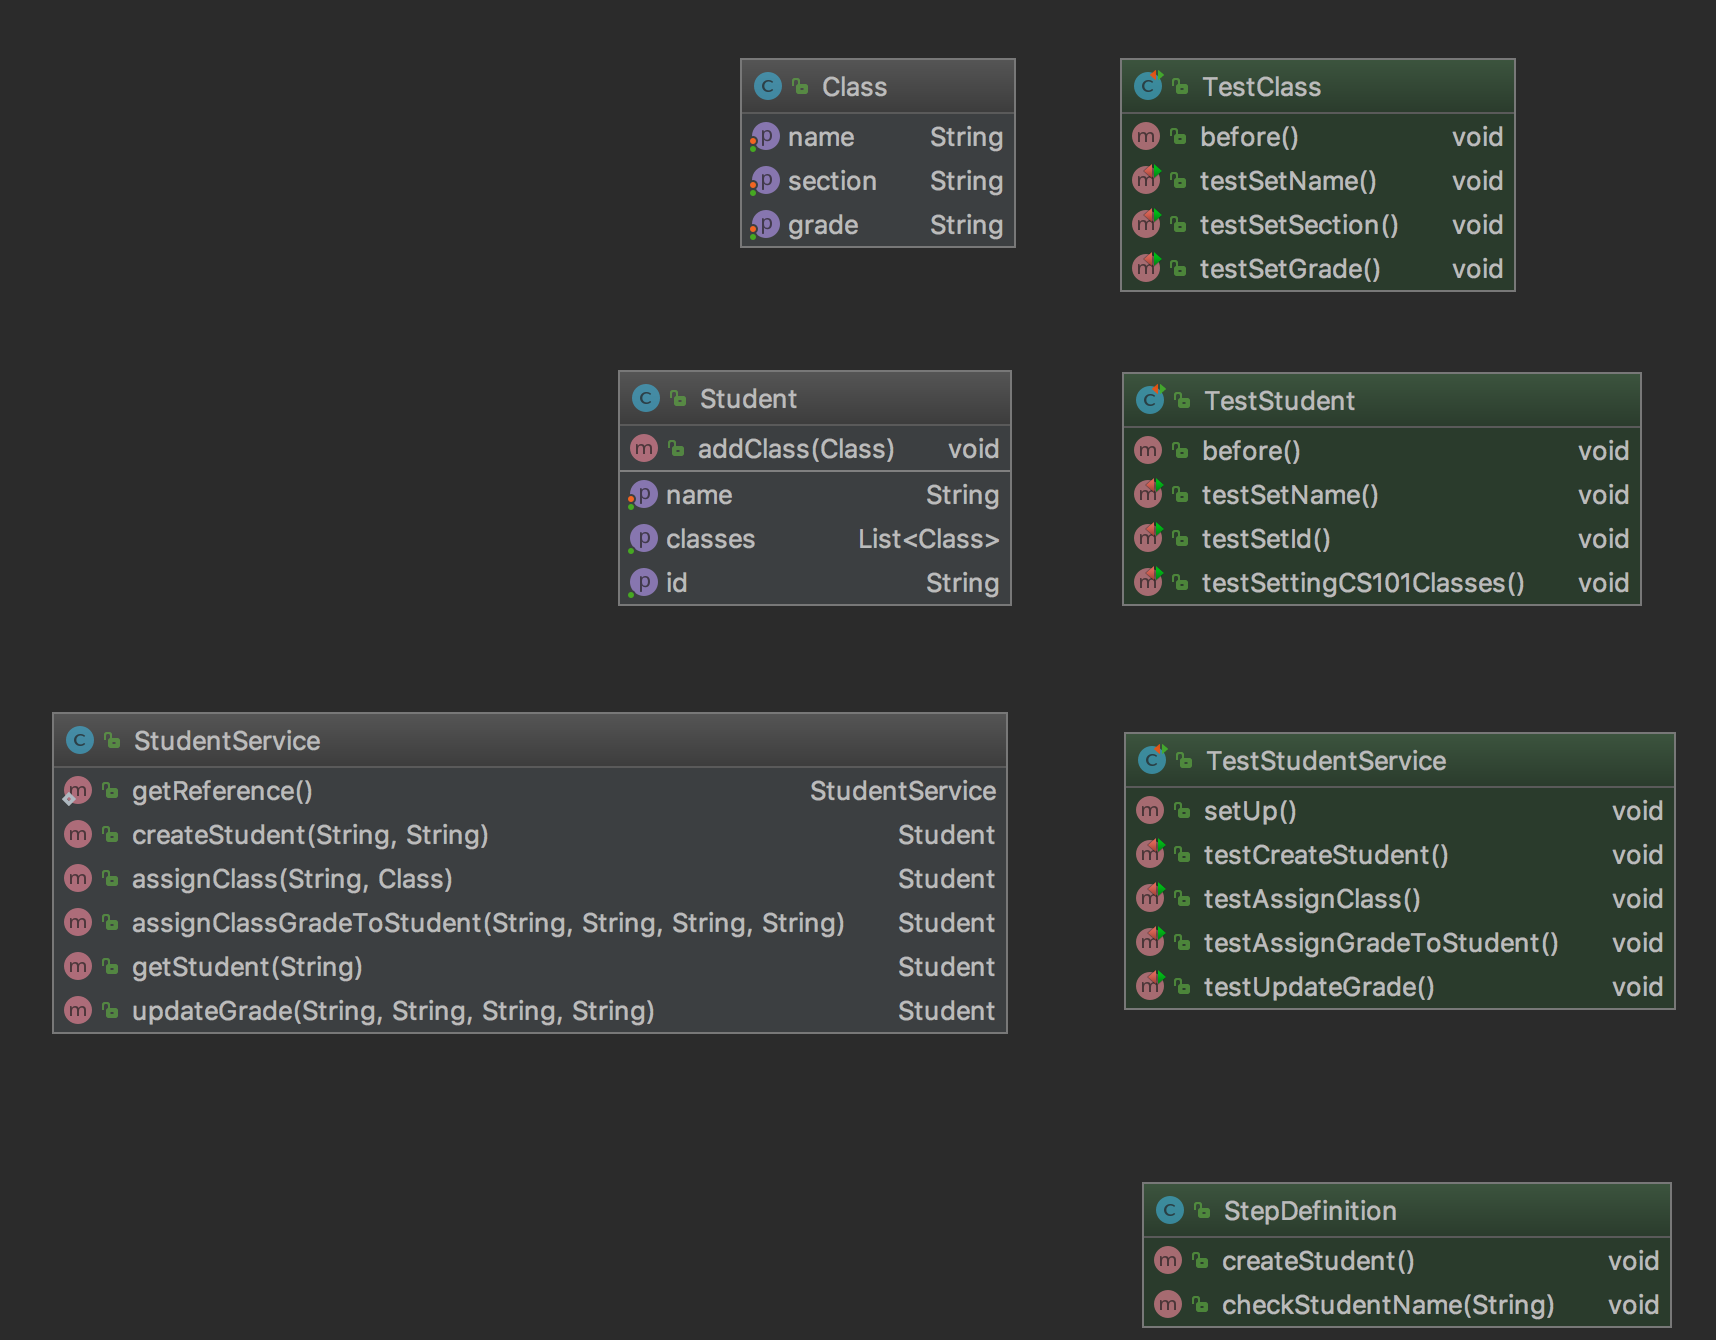 Class
name String
section String
grade String
TestClass
before() void
testSetName() void
testSetSection() void
testSetGrade() void
Student
addClass(Class) void
name String
classes List<Class>
id String
TestStudent
before() void
testSetName() void
testSetId() void
testSettingCS101Classes() void
StudentService
getReference() StudentService
createStudent(String, String) Student
assignClass(String, Class) Student
assignClassGradeToStudent(String, String, String, String) Student
getStudent(String) Student
updateGrade(String, String, String, String) Student
TestStudentService
setUp() void
testCreateStudent() void
testAssignClass() void
testAssignGradeToStudent() void
testUpdateGrade() void
StepDefinition
createStudent() void
checkStudentName(String) void